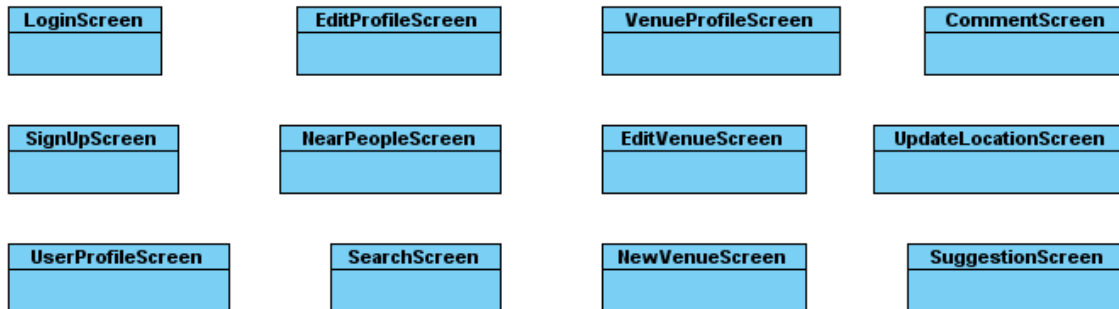 LoginScreen
EditProfileScreen
VenueProfileScreen
CommentScreen
SignUpScreen
NearPeopleScreen
EditVenueScreen
UpdateLocationScreen
UserProfileScreen
SearchScreen
NewVenueScreen
SuggestionScreen